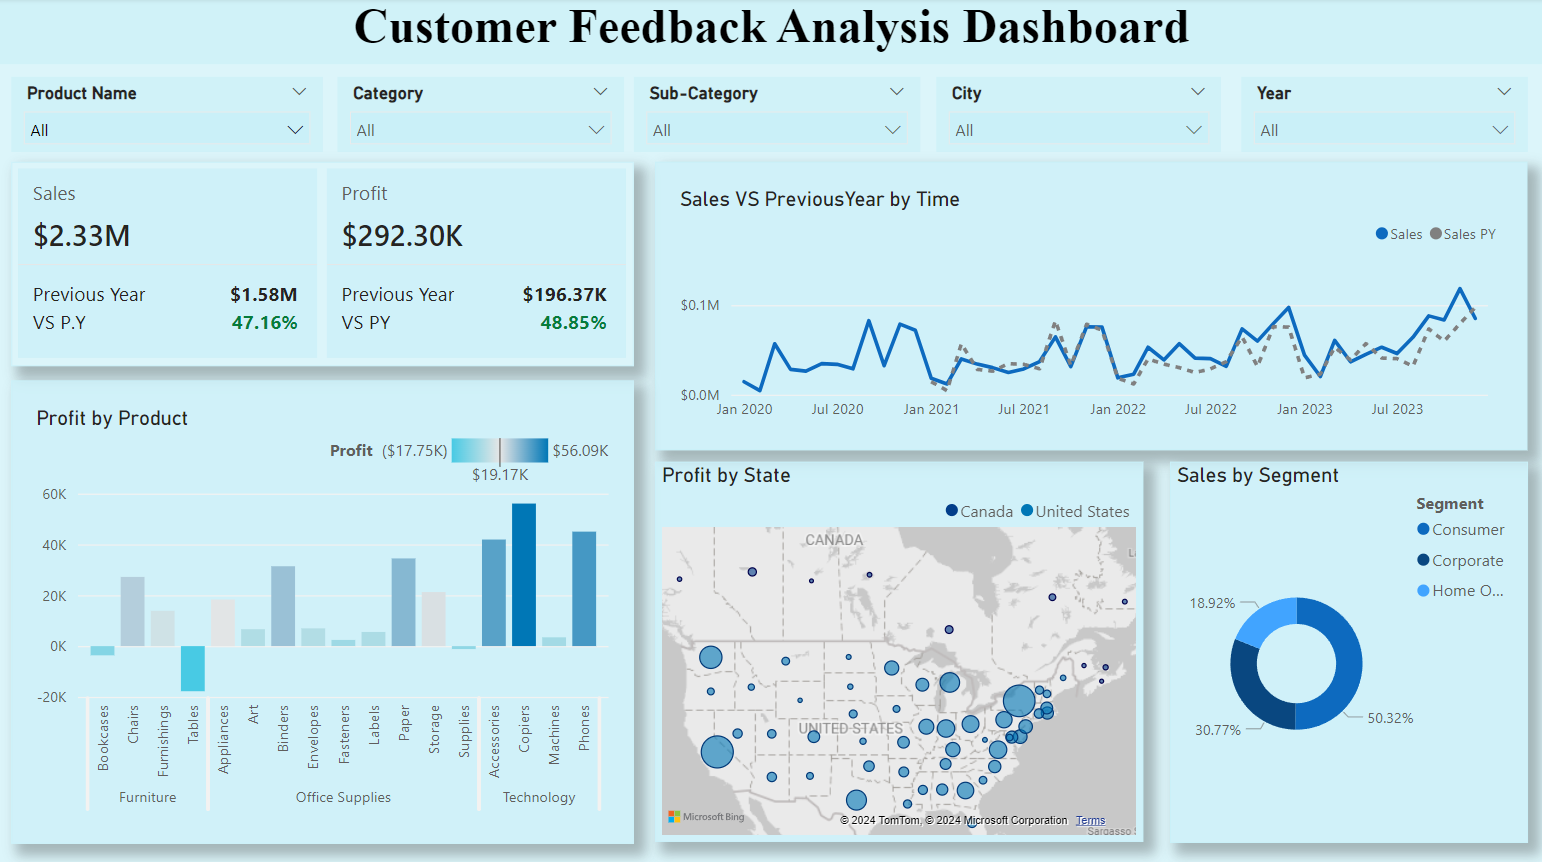 Customer Feedback Analysis Dashboard
Product Name
All
Category
All
Sub-Category
All
City
All
Year
All
Sales
$2.33M
Previous Year $1.58M
VS P.Y 47.16%
Profit
$292.30K
Previous Year $196.37K
VS PY 48.85%
Sales VS PreviousYear by Time
Sales Sales PY
$0.1M
$0.0M
Jan 2020 Jul 2020 Jan 2021 Jul 2021 Jan 2022 Jul 2022 Jan 2023 Jul 2023
Profit by Product
Profit ($17.75K) $56.09K
$19.17K
60K
40K
20K
0K
-20K
Bookcases
Chairs
Furnishings
Tables
Appliances
Art
Binders
Envelopes
Fasteners
Labels
Paper
Storage
Supplies
Accessories
Copiers
Machines
Phones
Furniture Office Supplies Technology
Profit by State
Canada United States
CANADA
UNITED STATES
Microsoft Bing
© 2024 TomTom, © 2024 Microsoft Corporation Terms
Sargasso
Sales by Segment
Segment
Consumer
Corporate
Home O...
18.92%
30.77%
50.32%